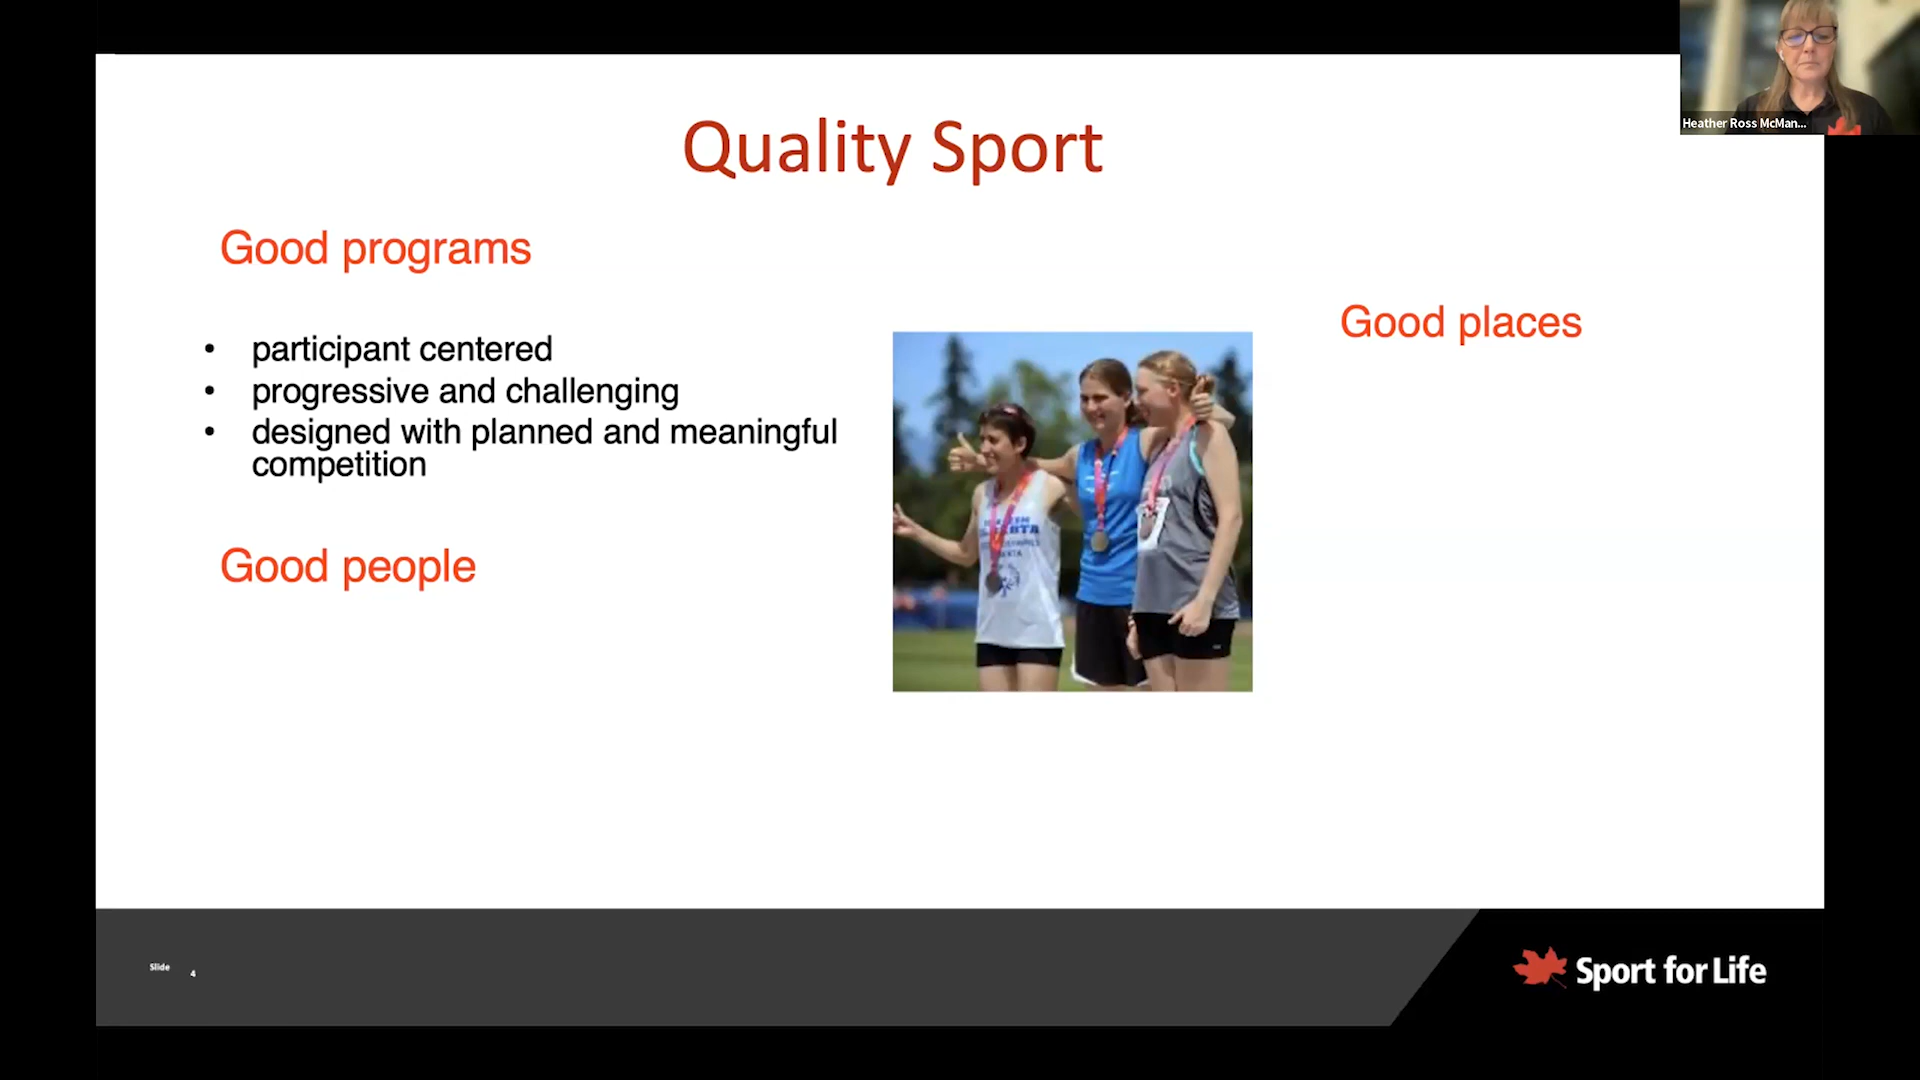 Heather Ross McMan...
Quality Sport
Good programs
• participant centered
• progressive and challenging
• designed with planned and meaningful
competition
Good people
Good places
Slide 4
Sport for Life